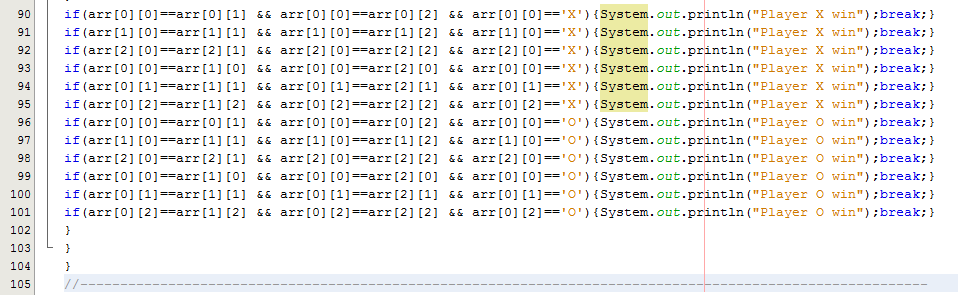 90 if(arr[0][0]==arr[0][1] && arr[0][0]==arr[0][2] && arr[0][0]=='X'){System.out.println("Player X win");break;}
91 if(arr[1][0]==arr[1][1] && arr[1][0]==arr[1][2] && arr[1][0]=='X'){System.out.println("Player X win");break;}
92 if(arr[2][0]==arr[2][1] && arr[2][0]==arr[2][2] && arr[2][0]=='X'){System.out.println("Player X win");break;}
93 if(arr[0][0]==arr[1][0] && arr[0][0]==arr[2][0] && arr[0][0]=='X'){System.out.println("Player X win");break;}
94 if(arr[0][1]==arr[1][1] && arr[0][1]==arr[2][1] && arr[0][1]=='X'){System.out.println("Player X win");break;}
95 if(arr[0][2]==arr[1][2] && arr[0][2]==arr[2][2] && arr[0][2]=='X'){System.out.println("Player X win");break;}
96 if(arr[0][0]==arr[0][1] && arr[0][0]==arr[0][2] && arr[0][0]=='O'){System.out.println("Player O win");break;}
97 if(arr[1][0]==arr[1][1] && arr[1][0]==arr[1][2] && arr[1][0]=='O'){System.out.println("Player O win");break;}
98 if(arr[2][0]==arr[2][1] && arr[2][0]==arr[2][2] && arr[2][0]=='O'){System.out.println("Player O win");break;}
99 if(arr[0][0]==arr[1][0] && arr[0][0]==arr[2][0] && arr[0][0]=='O'){System.out.println("Player O win");break;}
100 if(arr[0][1]==arr[1][1] && arr[0][1]==arr[2][1] && arr[0][1]=='O'){System.out.println("Player O win");break;}
101 if(arr[0][2]==arr[1][2] && arr[0][2]==arr[2][2] && arr[0][2]=='O'){System.out.println("Player O win");break;}
102 }
103 }
104 }
105 //----------------------------------------------------------------------------------------------------------